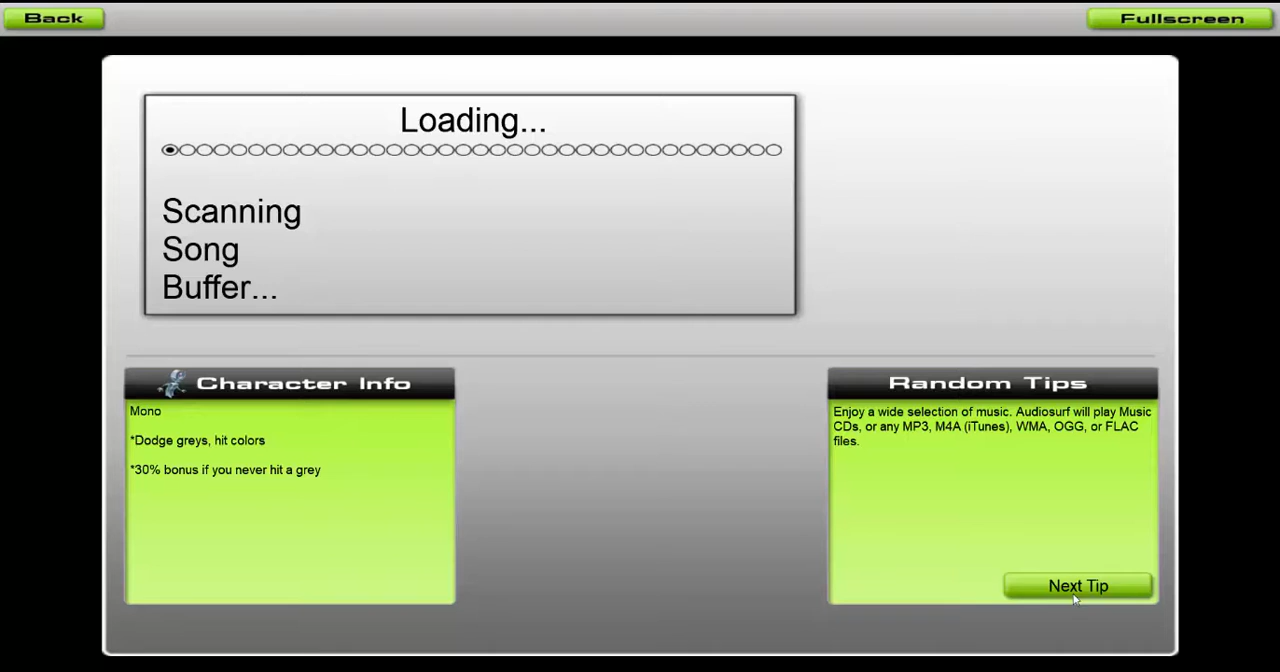 Back
Fullscreen
Loading...
Scanning
Song
Buffer...
Character Info
Mono
*Dodge greys, hit colors
*30% bonus if you never hit a grey
Random Tips
Enjoy a wide selection of music. Audiosurf will play Music
CDs, or any MP3, M4A (iTunes), WMA, OGG, or FLAC
files.
Next Tip